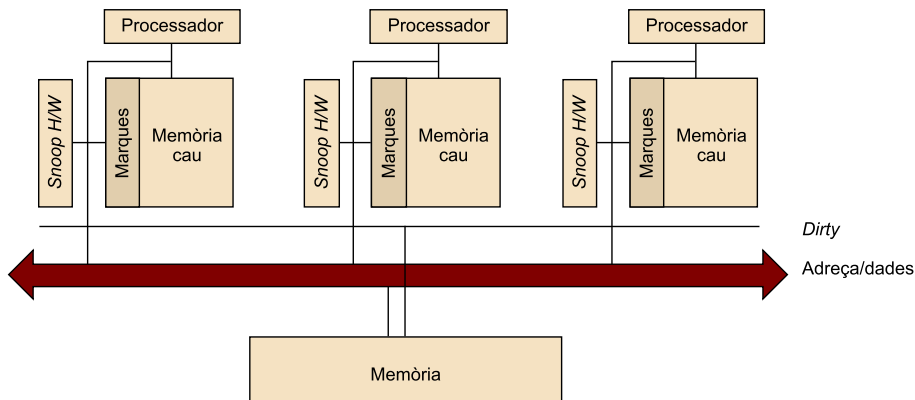 Processador
Processador
Processador
Snoop H/W
Marques
Memòria
cau
Snoop H/W
Marques
Memòria
cau
Snoop H/W
Marques
Memòria
cau
Dirty
Adreça/dades
Memòria